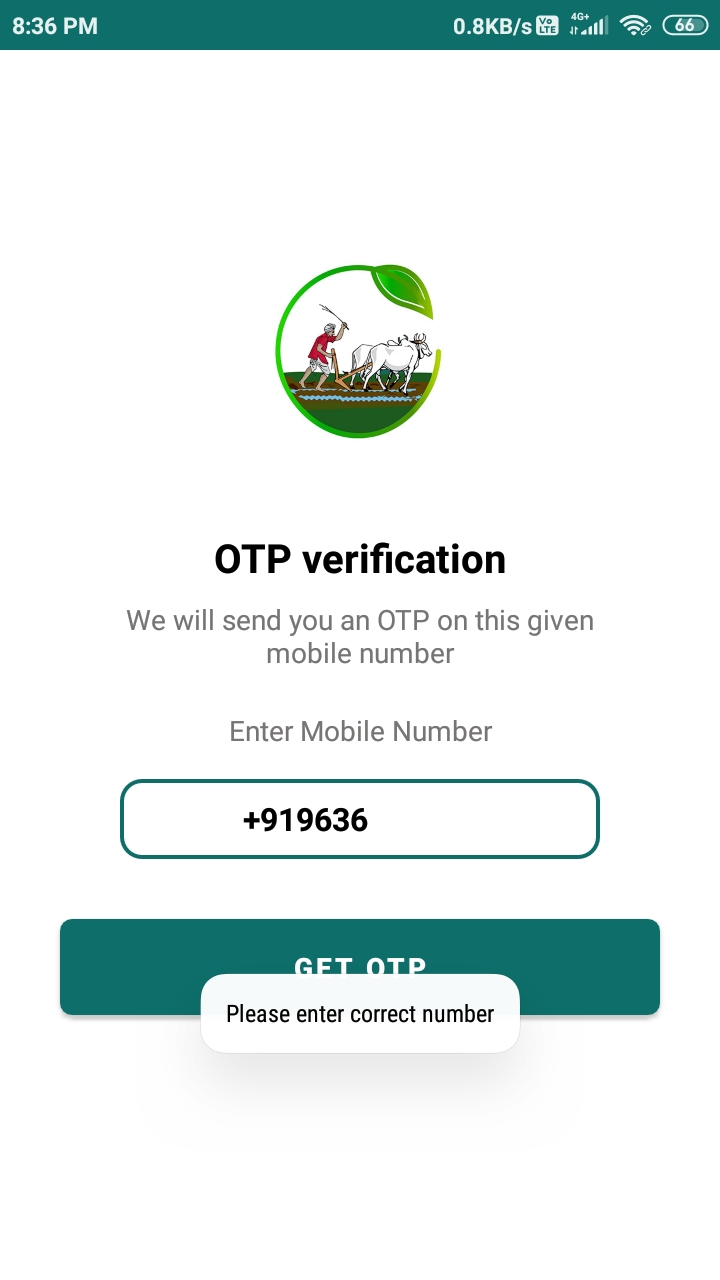 8:36 PM 0.8KB/s Vo LTE 4G+ 66
OTP verification
We will send you an OTP on this given
mobile number
Enter Mobile Number
+919636
GET OTP
Please enter correct number